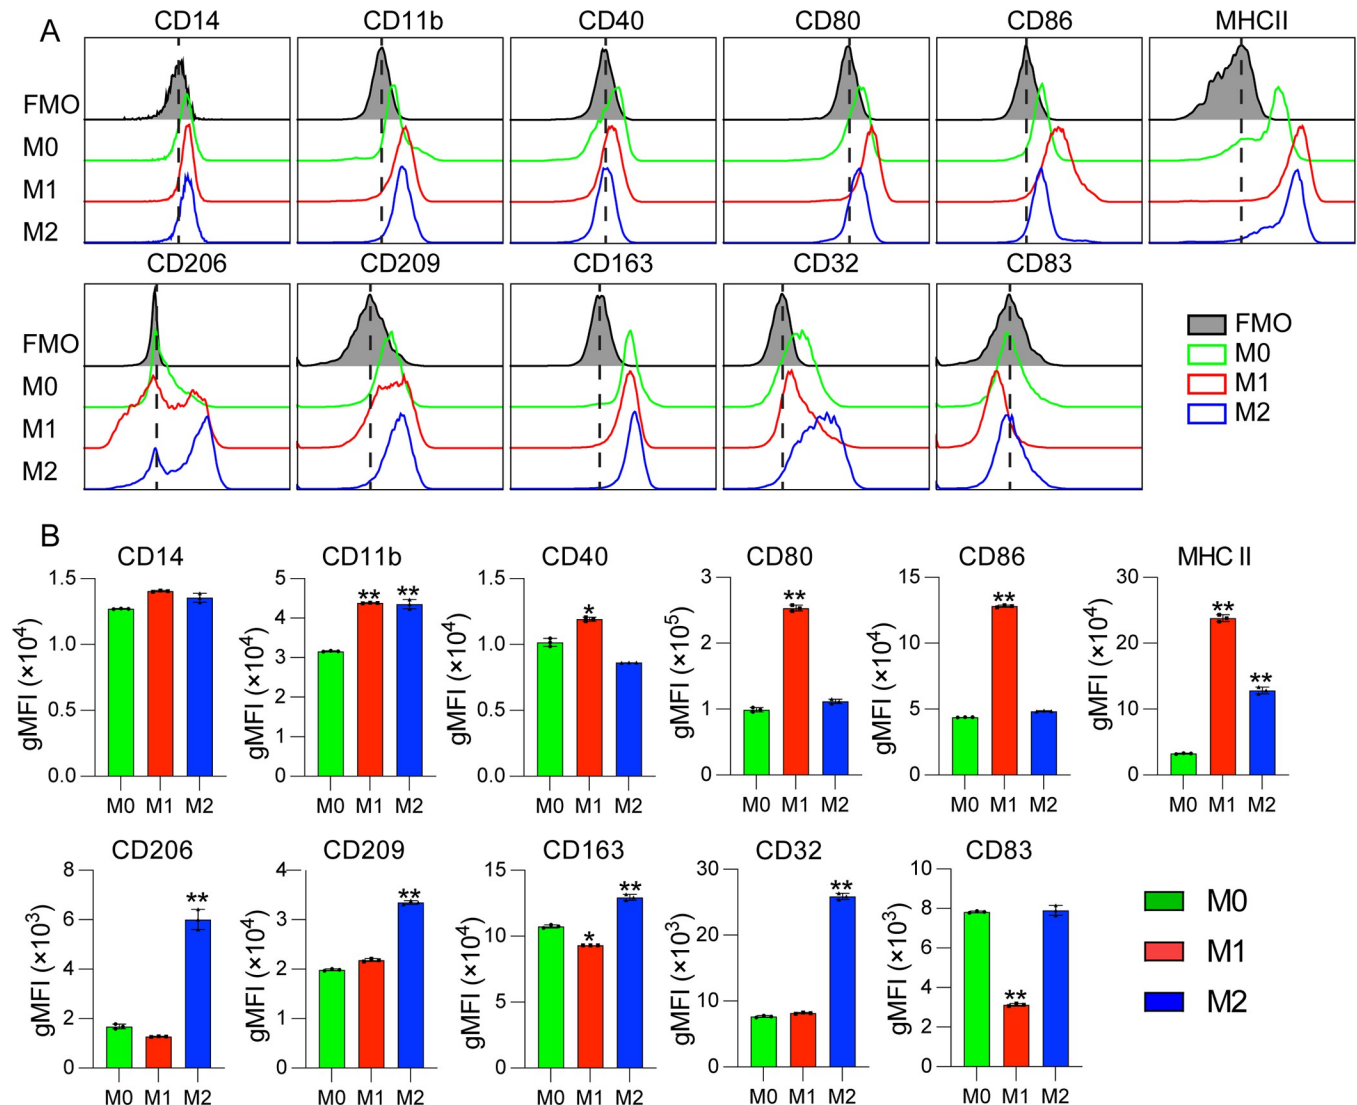 A
CD14 CD11b CD40 CD80 CD86 MHCII
FMO
M0
M1
M2
CD206 CD209 CD163 CD32 CD83
FMO
M0
M1
M2
FMO
M0
M1
M2
B
CD14 CD11b CD40 CD80 CD86 MHC II
gMFI (×10⁴)
1.5
1.0
0.5
0.0
M0 M1 M2
gMFI (×10⁴)
5
4
3
2
1
0
** **
M0 M1 M2
gMFI (×10⁴)
1.5
1.0
0.5
0.0
*
M0 M1 M2
gMFI (×10⁵)
3
2
1
0
**
M0 M1 M2
gMFI (×10⁴)
15
10
5
0
**
M0 M1 M2
gMFI (×10⁴)
30
20
10
0
**
**
M0 M1 M2
CD206 CD209 CD163 CD32 CD83
gMFI (×10³)
8
6
4
2
0
**
M0 M1 M2
gMFI (×10⁴)
4
3
2
1
0
**
M0 M1 M2
gMFI (×10⁴)
15
10
5
0
*
**
M0 M1 M2
gMFI (×10³)
30
20
10
0
**
M0 M1 M2
gMFI (×10³)
10
8
6
4
2
0
**
M0 M1 M2
M0
M1
M2